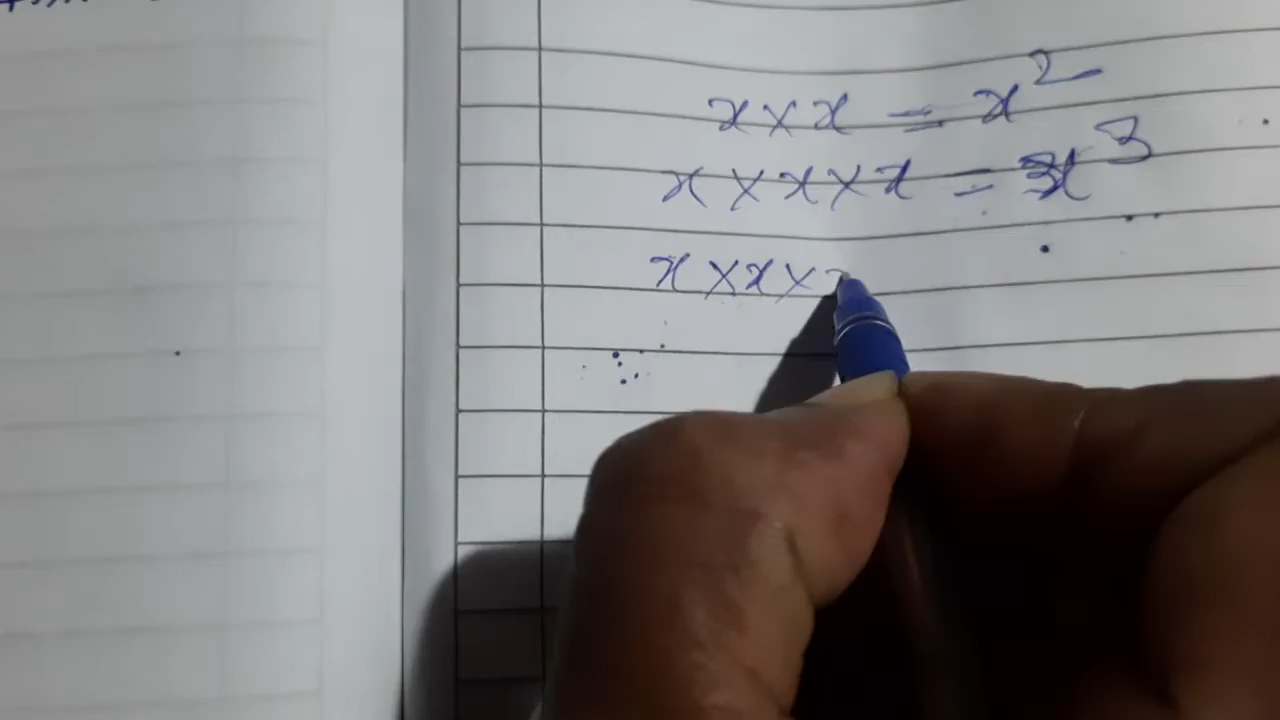 x × x = x²
x × x × x = x³
x × x ×